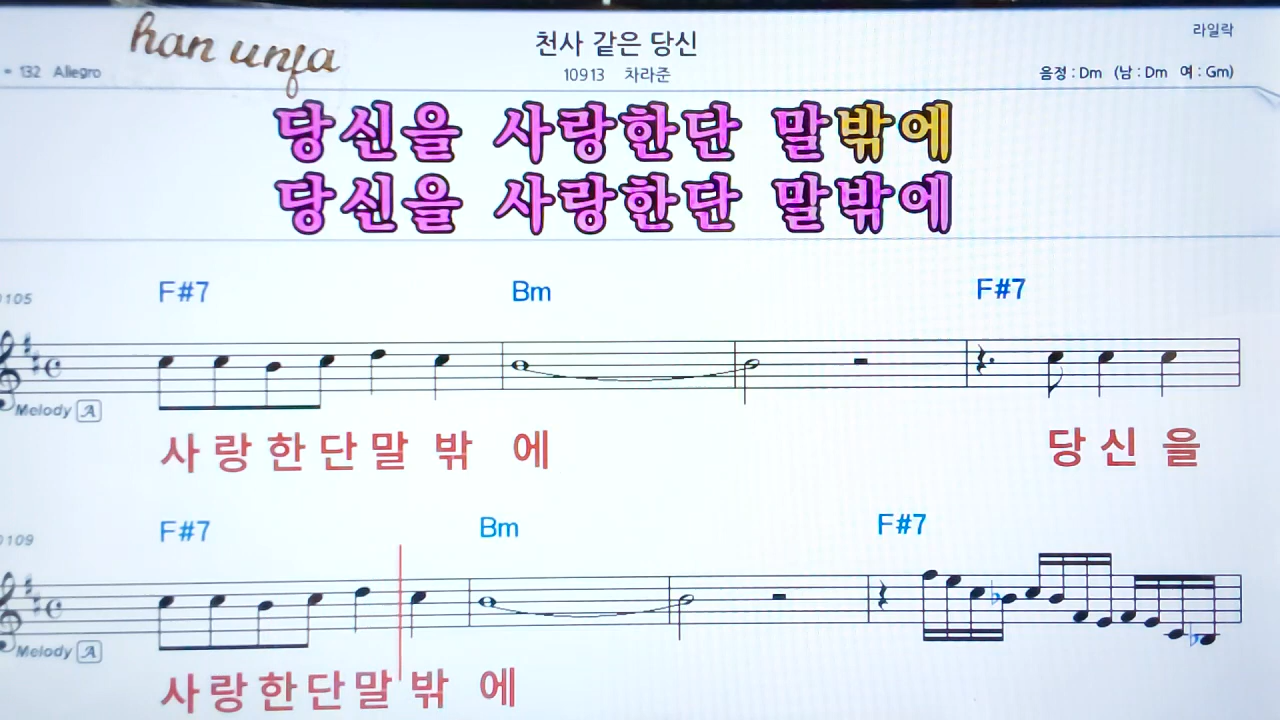 han unja
천사 같은 당신
라일락
= 132 Allegro
10913 차라준
음정 : Dm (남 : Dm 여 : Gm)
당신을 사랑한단 말밖에
당신을 사랑한단 말밖에
0105
F#7 Bm F#7
Melody A
사 랑 한 단 말 밖 에 당 신 을
0109
F#7 Bm F#7
Melody A
사 랑 한 단 말 밖 에